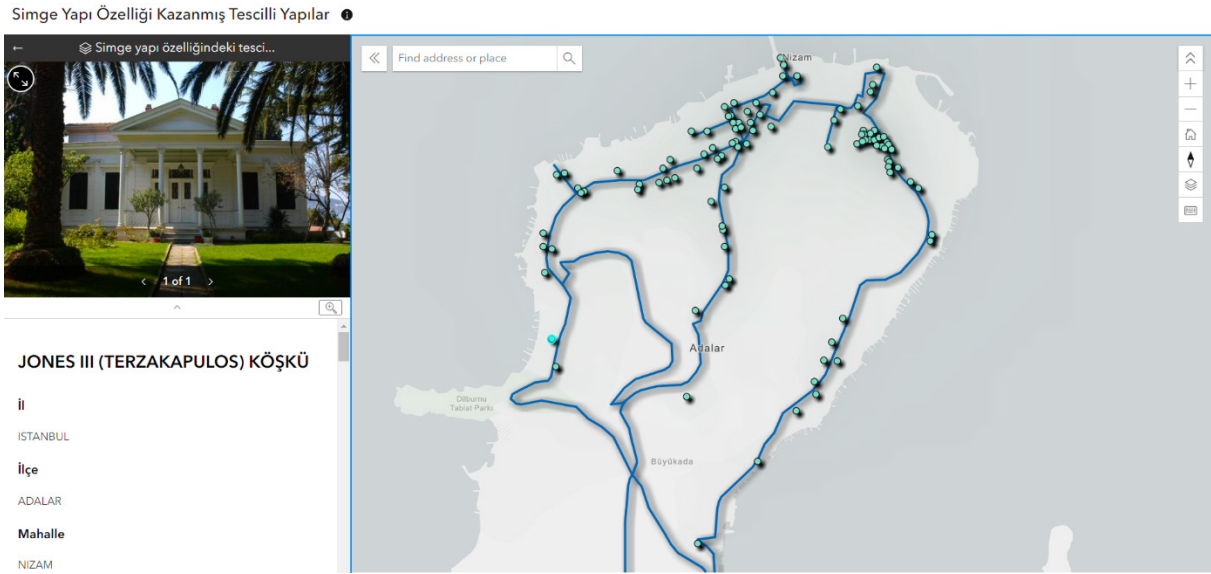 Simge Yapı Özelliği Kazanmış Tescilli Yapılar
Simge yapı özelliğindeki tesci...
1 of 1
JONES III (TERZAKAPULOS) KÖŞKÜ
İl
ISTANBUL
İlçe
ADALAR
Mahalle
NIZAM
Find address or place
Nizam
Adalar
Dilburnu
Tabiat Parkı
Büyükada